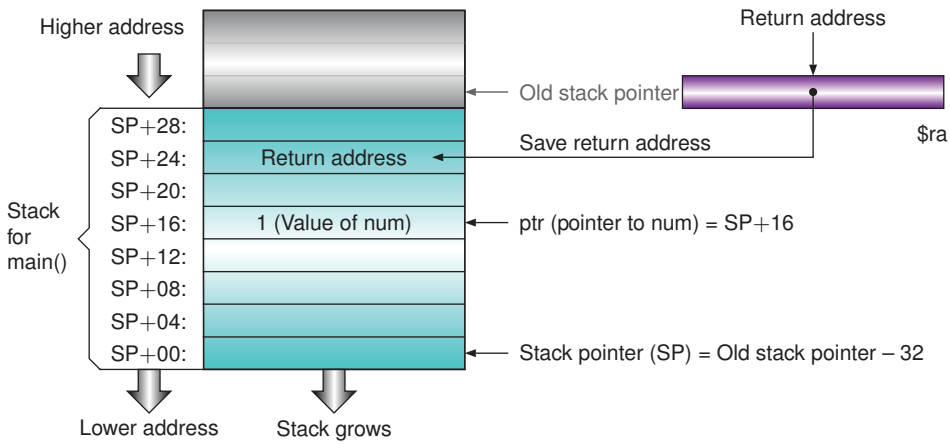 Higher address
Return address
Old stack pointer
$ra
SP+28:
Save return address
SP+24:
Return address
SP+20:
Stack
for
main()
SP+16:
1 (Value of num)
ptr (pointer to num) = SP+16
SP+12:
SP+08:
SP+04:
SP+00:
Stack pointer (SP) = Old stack pointer – 32
Lower address
Stack grows